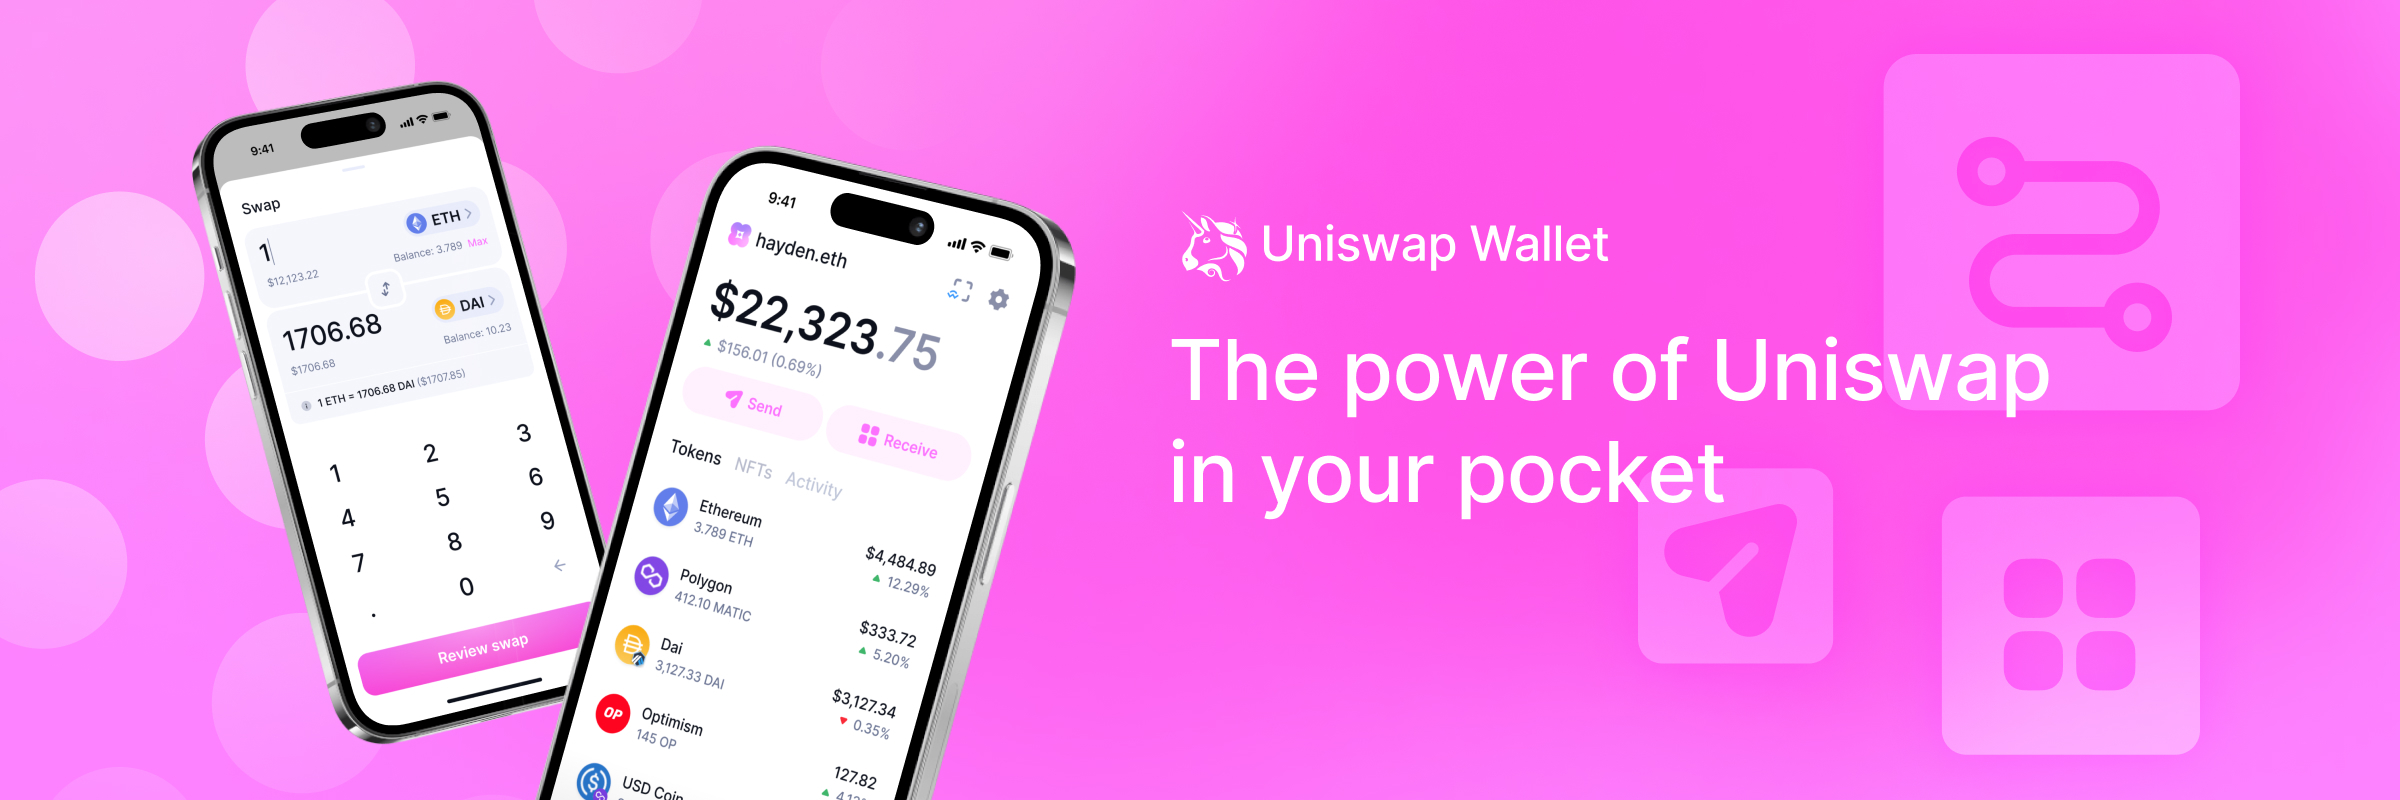 9:41
Swap
1
ETH
$12,123.22
Balance: 3.789 Max
1706.68
DAI
$1706.68
Balance: 10.23
1 ETH = 1706.68 DAI ($1707.85)
1 2 3
4 5 6
7 8 9
. 0
Review swap
9:41
hayden.eth
$22,323.75
$156.01 (0.69%)
Send
Receive
Tokens NFTs Activity
Ethereum
3.789 ETH
$4,484.89
12.29%
Polygon
412.10 MATIC
$333.72
5.20%
Dai
3,127.33 DAI
$3,127.34
0.35%
OP
Optimism
145 OP
127.82
USD Coin
Uniswap Wallet
The power of Uniswap
in your pocket